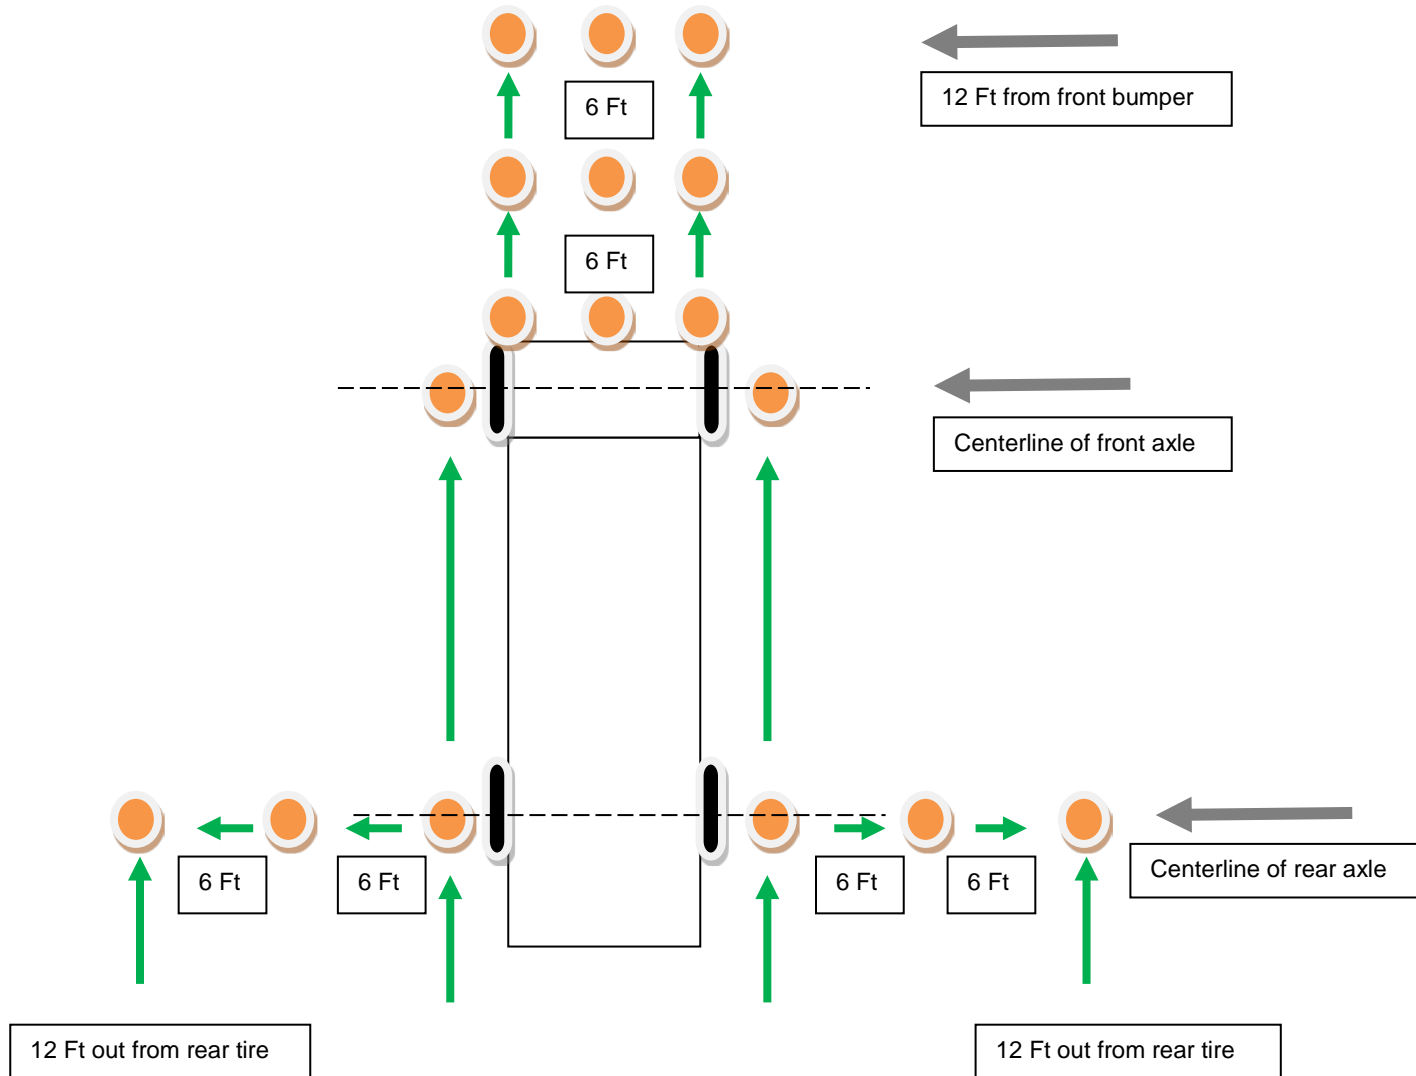 6 Ft
12 Ft from front bumper
6 Ft
Centerline of front axle
6 Ft
6 Ft
6 Ft
6 Ft
Centerline of rear axle
12 Ft out from rear tire
12 Ft out from rear tire